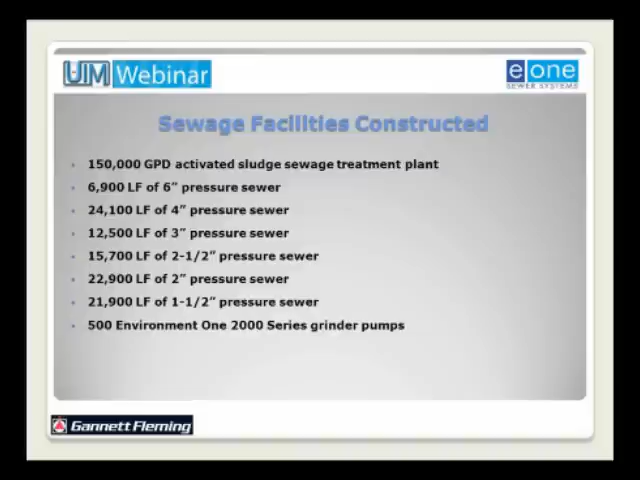 UIM Webinar
e one
SEWER SYSTEMS
Sewage Facilities Constructed
150,000 GPD activated sludge sewage treatment plant
6,900 LF of 6” pressure sewer
24,100 LF of 4” pressure sewer
12,500 LF of 3” pressure sewer
15,700 LF of 2-1/2” pressure sewer
22,900 LF of 2” pressure sewer
21,900 LF of 1-1/2” pressure sewer
500 Environment One 2000 Series grinder pumps
Gannett Fleming